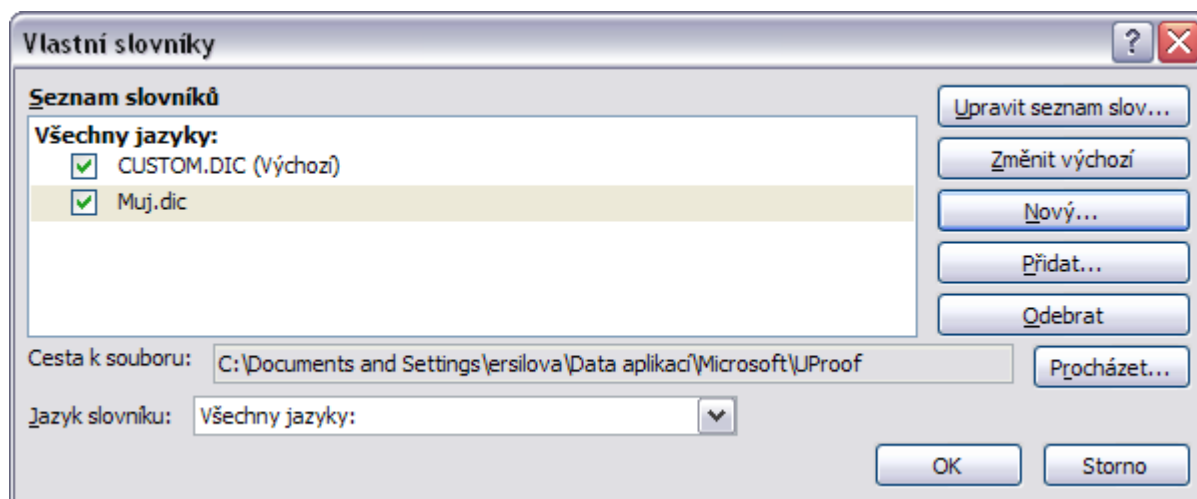 Vlastní slovníky
Seznam slovníků
Všechny jazyky:
CUSTOM.DIC (Výchozí)
Muj.dic
Upravit seznam slov...
Změnit výchozí
Nový...
Přidat...
Odebrat
Cesta k souboru:
C:\Documents and Settings\ersilova\Data aplikací\Microsoft\UProof
Procházet...
Jazyk slovníku:
Všechny jazyky:
OK
Storno